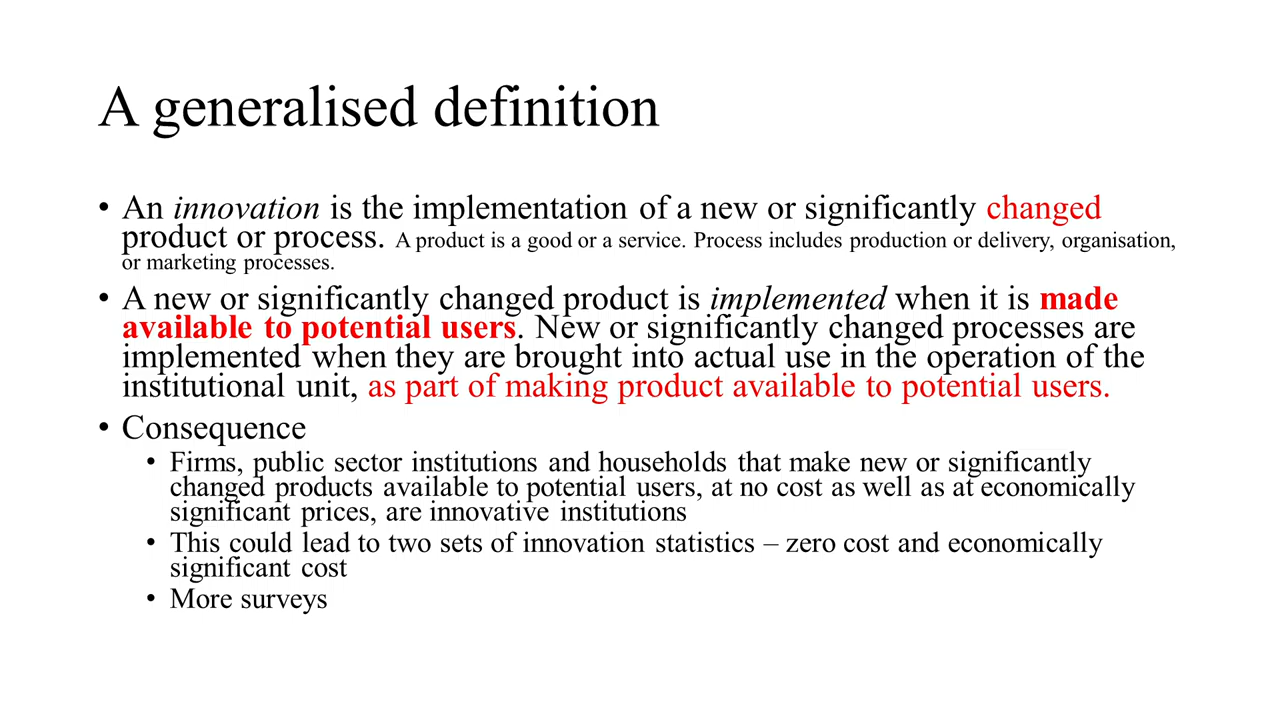 A generalised definition
• An innovation is the implementation of a new or significantly changed
product or process. A product is a good or a service. Process includes production or delivery, organisation,
or marketing processes.
• A new or significantly changed product is implemented when it is made
available to potential users. New or significantly changed processes are
implemented when they are brought into actual use in the operation of the
institutional unit, as part of making product available to potential users.
• Consequence
• Firms, public sector institutions and households that make new or significantly
changed products available to potential users, at no cost as well as at economically
significant prices, are innovative institutions
• This could lead to two sets of innovation statistics – zero cost and economically
significant cost
• More surveys